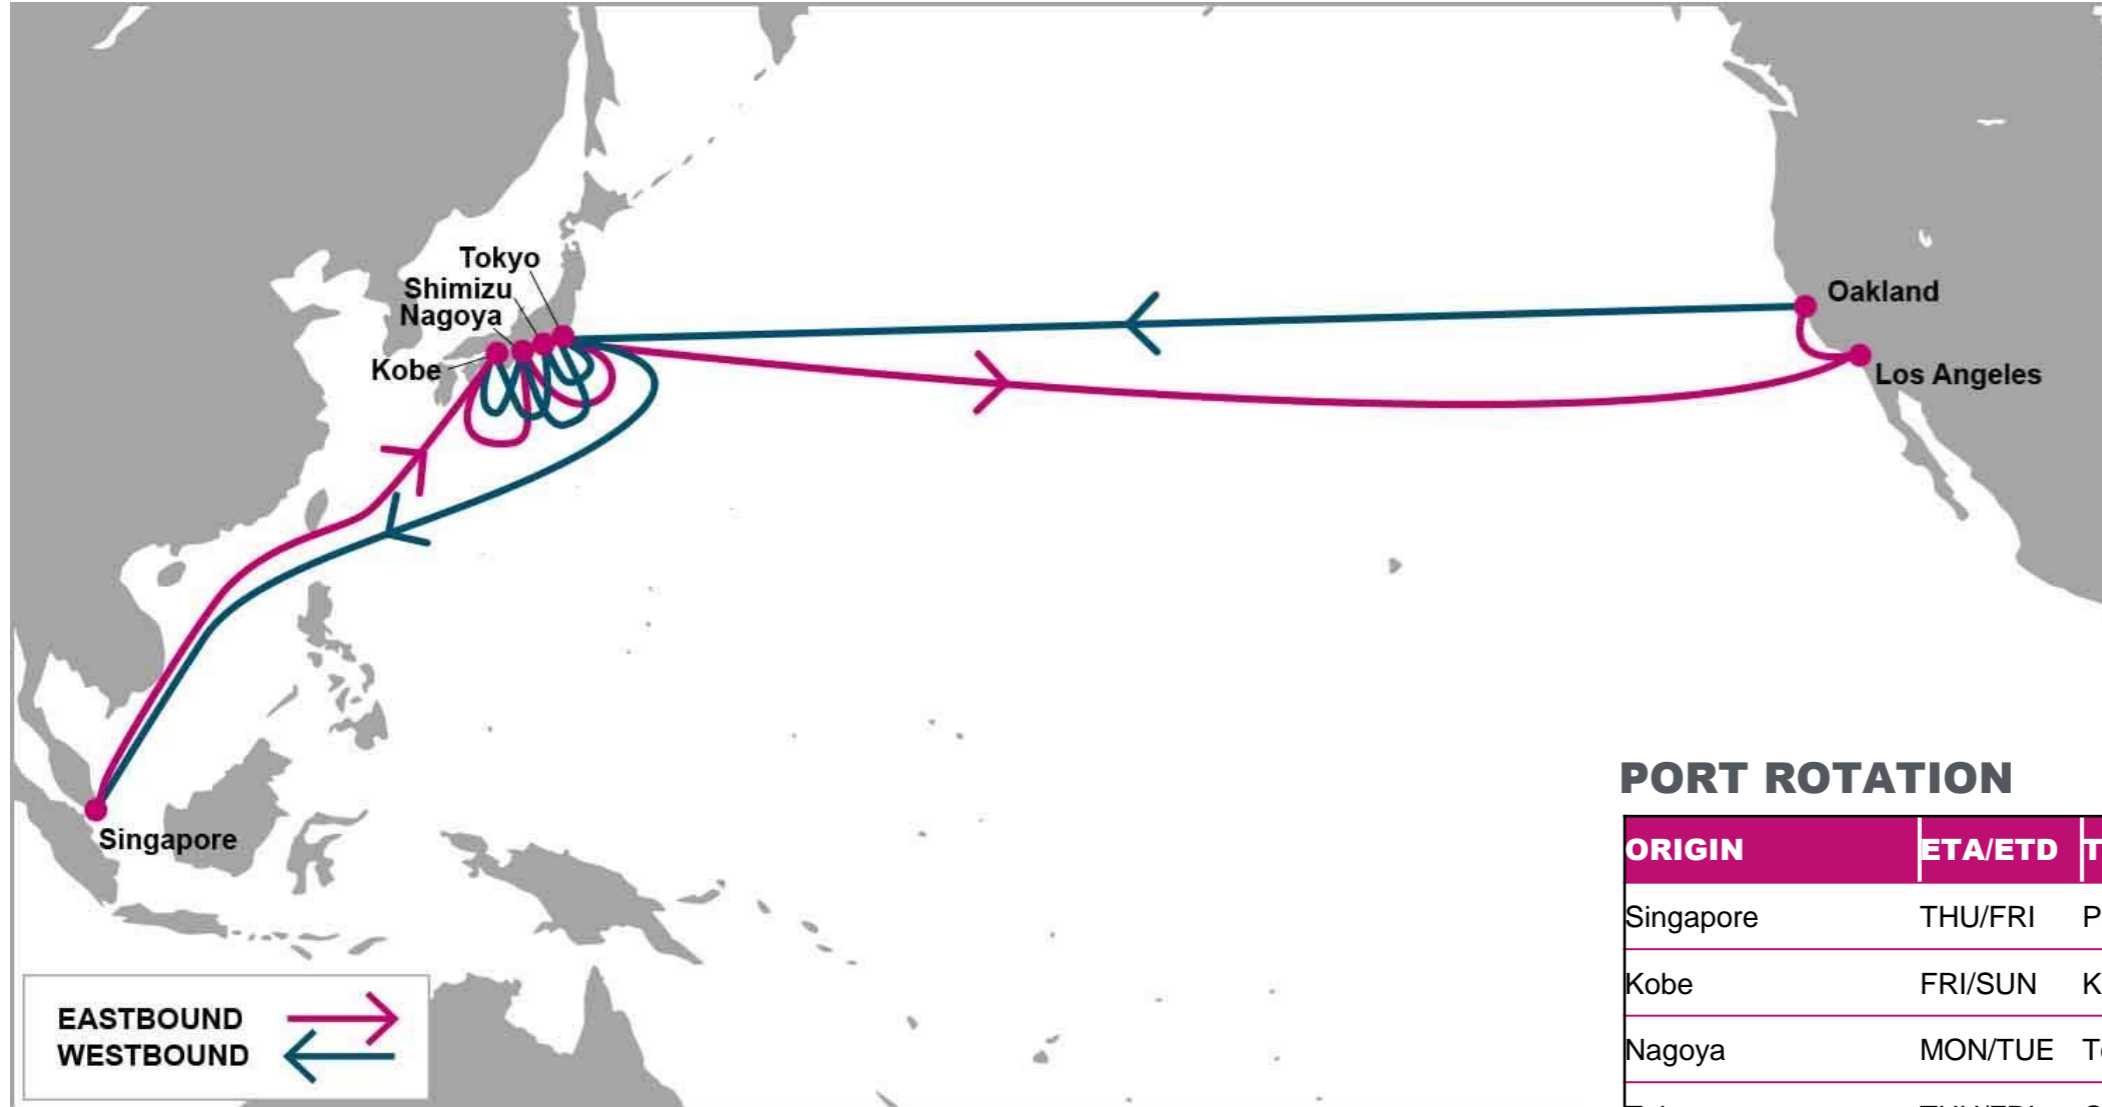 Tokyo
Shimizu
Nagoya
Kobe
Oakland
Los Angeles
Singapore
EASTBOUND
WESTBOUND
PORT ROTATION
ORIGIN ETA/ETD
Singapore THU/FRI
Kobe FRI/SUN
Nagoya MON/TUE